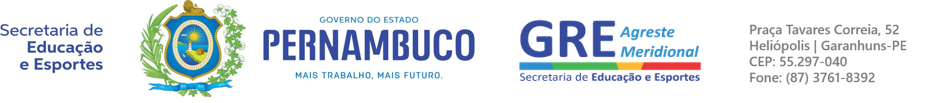 Secretaria de
Educação
e Esportes
GOVERNO DO ESTADO
PERNAMBUCO
MAIS TRABALHO, MAIS FUTURO.
GRE Agreste
Meridional
Secretaria de Educação e Esportes
Praça Tavares Correia, 52
Heliópolis | Garanhuns-PE
CEP: 55.297-040
Fone: (87) 3761-8392